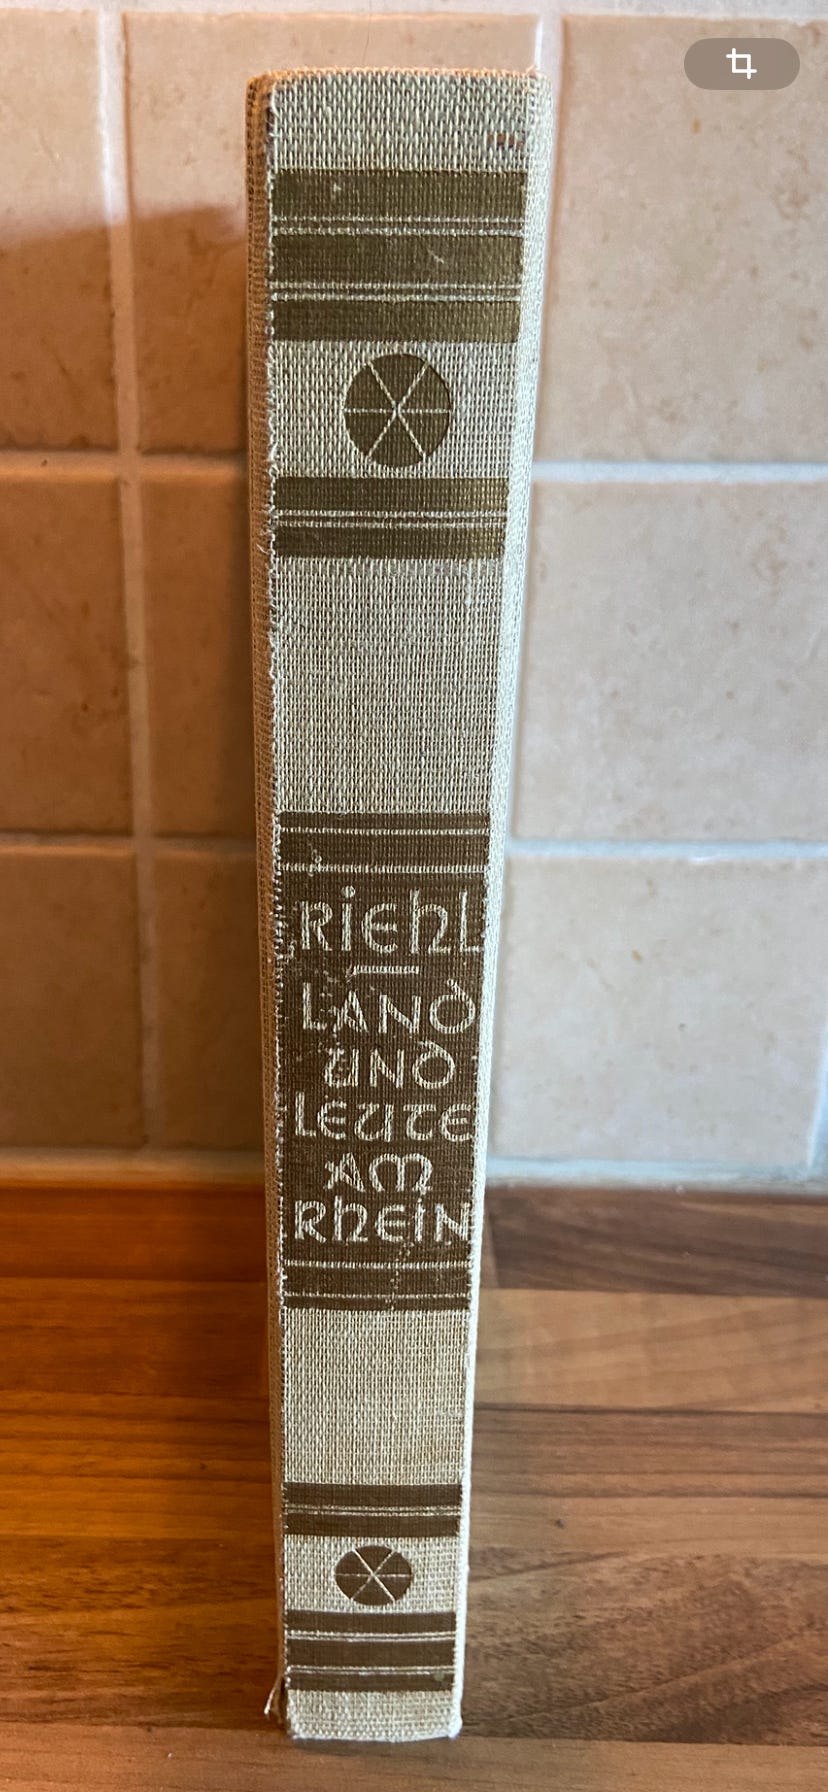 RiEhL
LAND
UND
LEUTE
AM
RhEiN